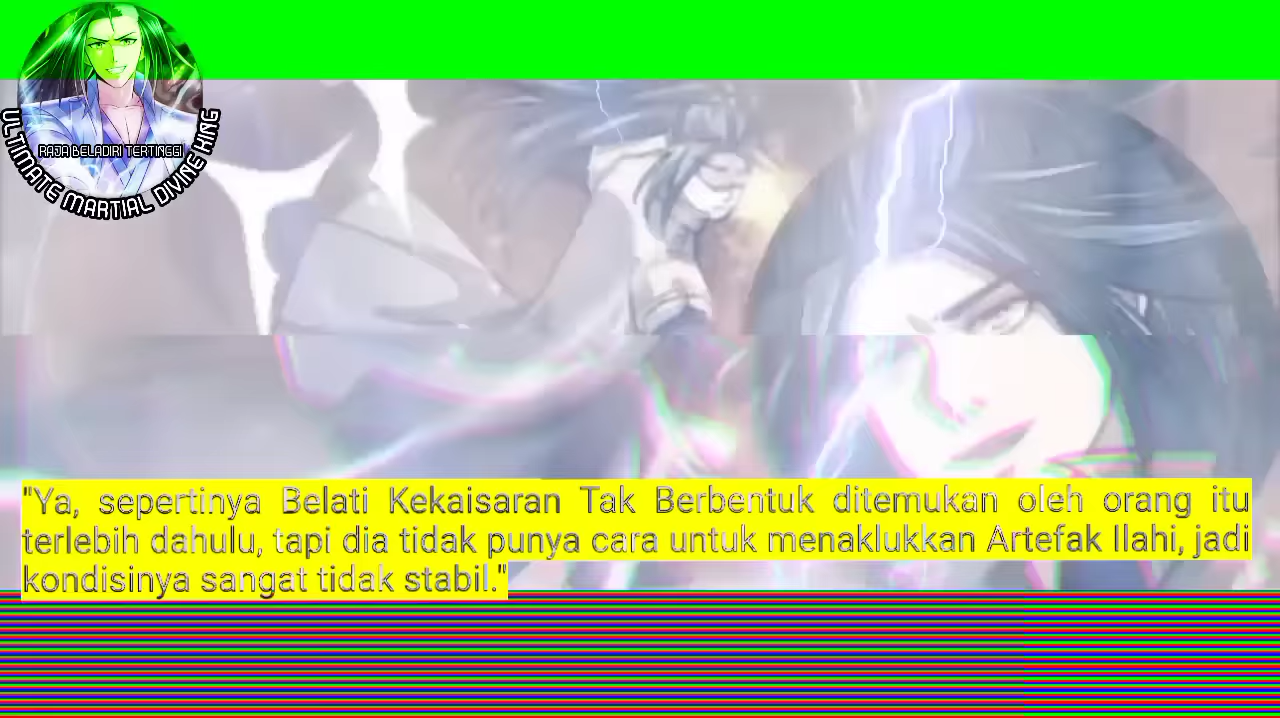 RAJA BELADIRI TERTINGGI
ULTIMATE MARTIAL DIVINE KING
"Ya, sepertinya Belati Kekaisaran Tak Berbentuk ditemukan oleh orang itu
terlebih dahulu, tapi dia tidak punya cara untuk menaklukkan Artefak Ilahi, jadi
kondisinya sangat tidak stabil."